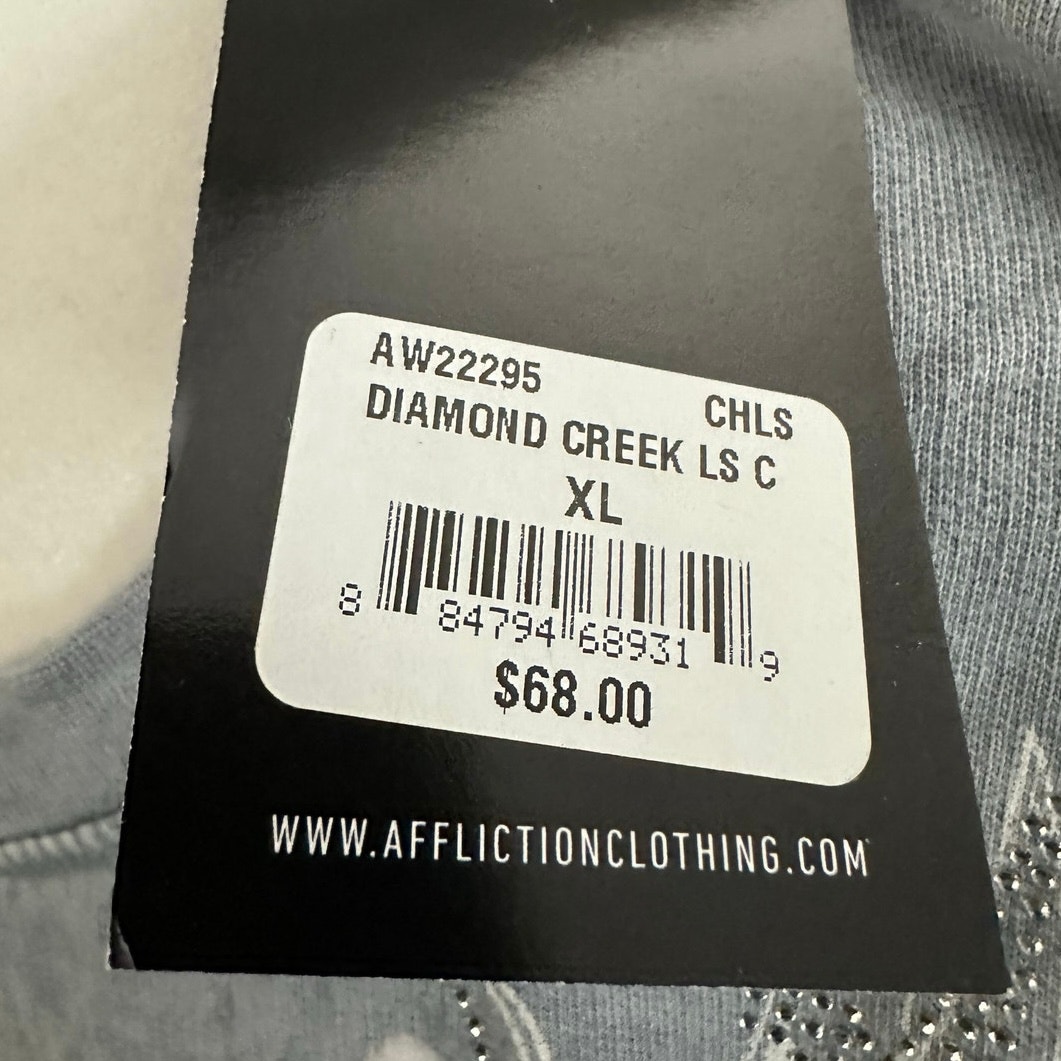 AW22295 CHLS
DIAMOND CREEK LS C
XL
8 84794 68931 9
$68.00
WWW.AFFLICTIONCLOTHING.COM